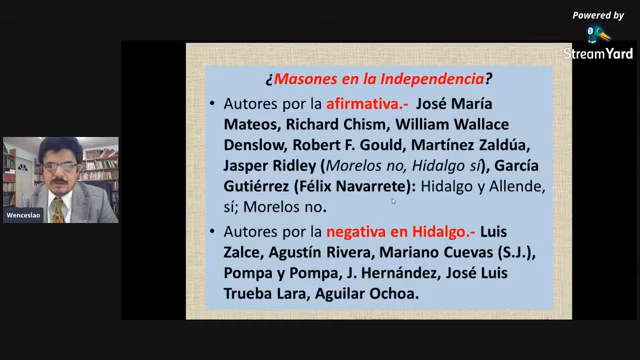 Powered by
StreamYard
¿Masones en la Independencia?
• Autores por la afirmativa.- José María
Mateos, Richard Chism, William Wallace
Denslow, Robert F. Gould, Martínez Zaldúa,
Jasper Ridley (Morelos no, Hidalgo sí), García
Gutiérrez (Félix Navarrete): Hidalgo y Allende,
sí; Morelos no.
• Autores por la negativa en Hidalgo.- Luis
Zalce, Agustín Rivera, Mariano Cuevas (S.J.),
Pompa y Pompa, J. Hernández, José Luis
Trueba Lara, Aguilar Ochoa.
Wenceslao